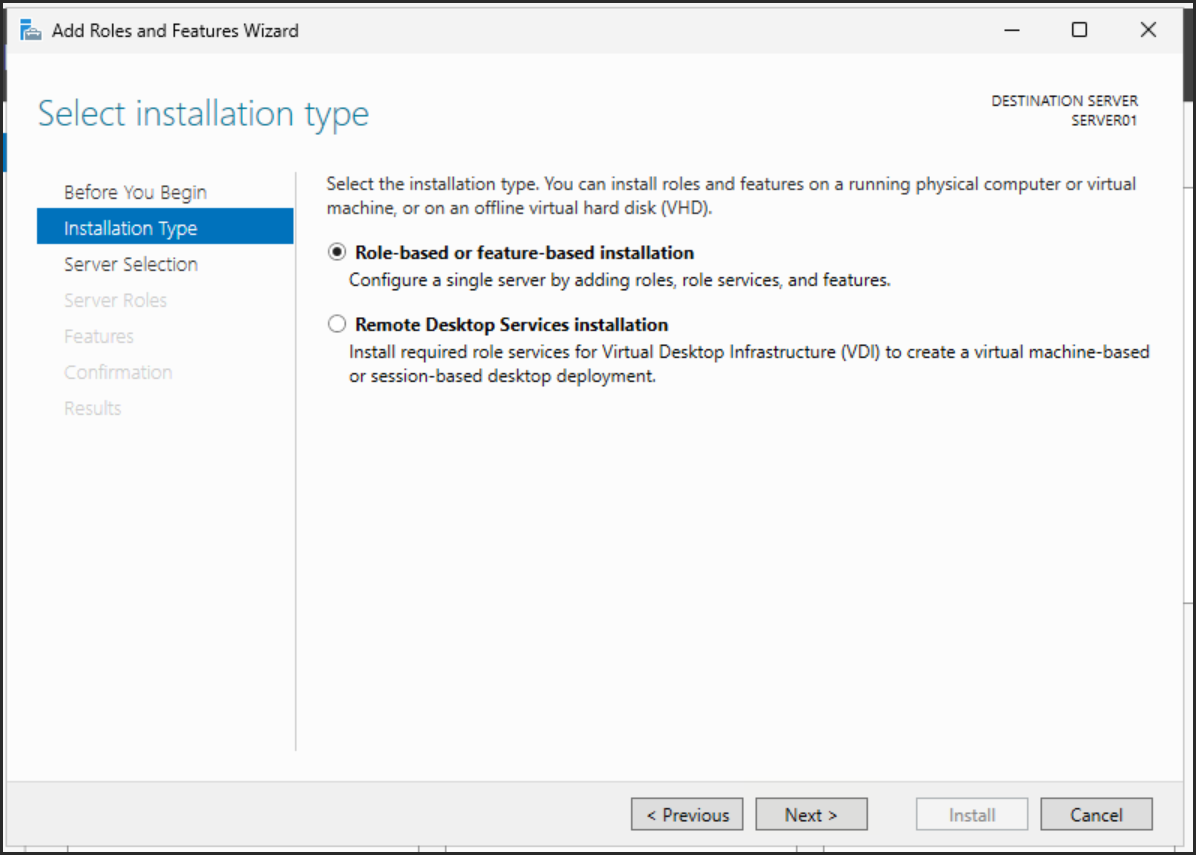 Add Roles and Features Wizard
Select installation type
DESTINATION SERVER
SERVER01
Before You Begin
Installation Type
Server Selection
Server Roles
Features
Confirmation
Results
Select the installation type. You can install roles and features on a running physical computer or virtual
machine, or on an offline virtual hard disk (VHD).
Role-based or feature-based installation
Configure a single server by adding roles, role services, and features.
Remote Desktop Services installation
Install required role services for Virtual Desktop Infrastructure (VDI) to create a virtual machine-based
or session-based desktop deployment.
< Previous
Next >
Install
Cancel